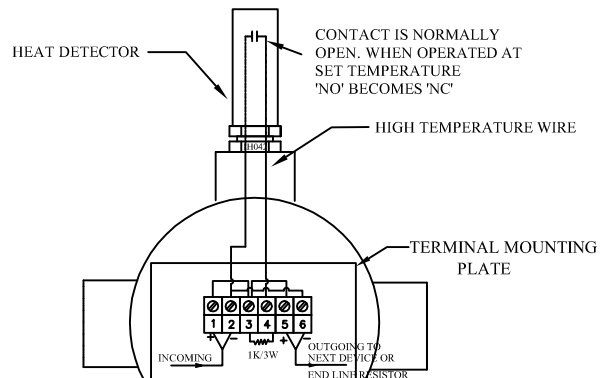 HEAT DETECTOR
CONTACT IS NORMALLY
OPEN. WHEN OPERATED AT
SET TEMPERATURE
'NO' BECOMES 'NC'
HIGH TEMPERATURE WIRE
TERMINAL MOUNTING
PLATE
1 2 3 4 5 6
+ − + −
INCOMING
1K/3W
OUTGOING TO
NEXT DEVICE OR
END LINE RESISTOR